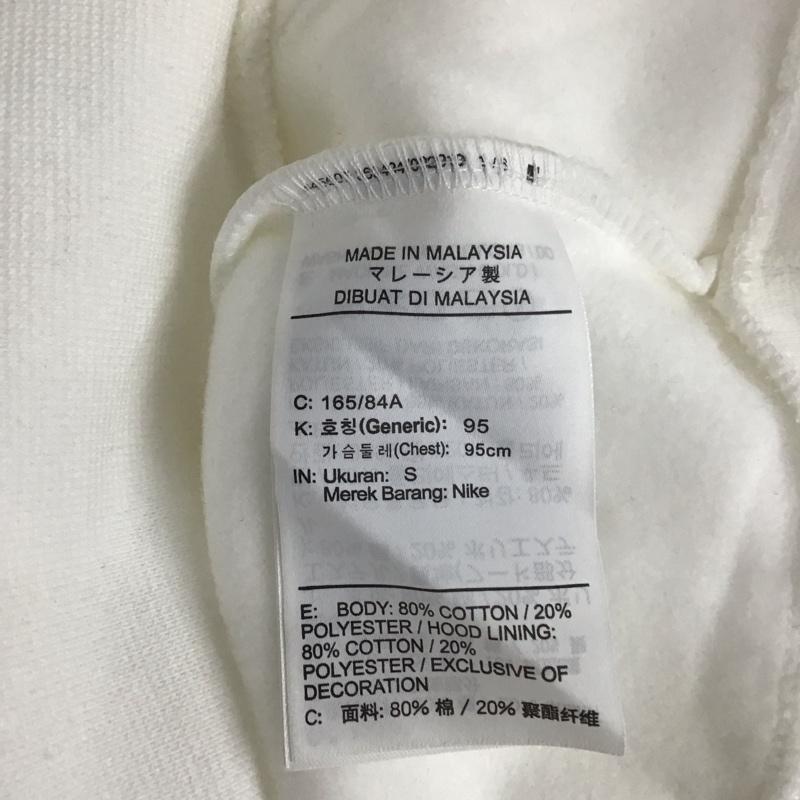 MADE IN MALAYSIA
マレーシア製
DIBUAT DI MALAYSIA
C: 165/84A
K: 호칭(Generic): 95
가슴둘레(Chest): 95cm
IN: Ukuran: S
Merek Barang: Nike
E: BODY: 80% COTTON / 20%
POLYESTER / HOOD LINING:
80% COTTON / 20%
POLYESTER / EXCLUSIVE OF
DECORATION
C: 面料: 80% 棉 / 20% 聚酯纤维